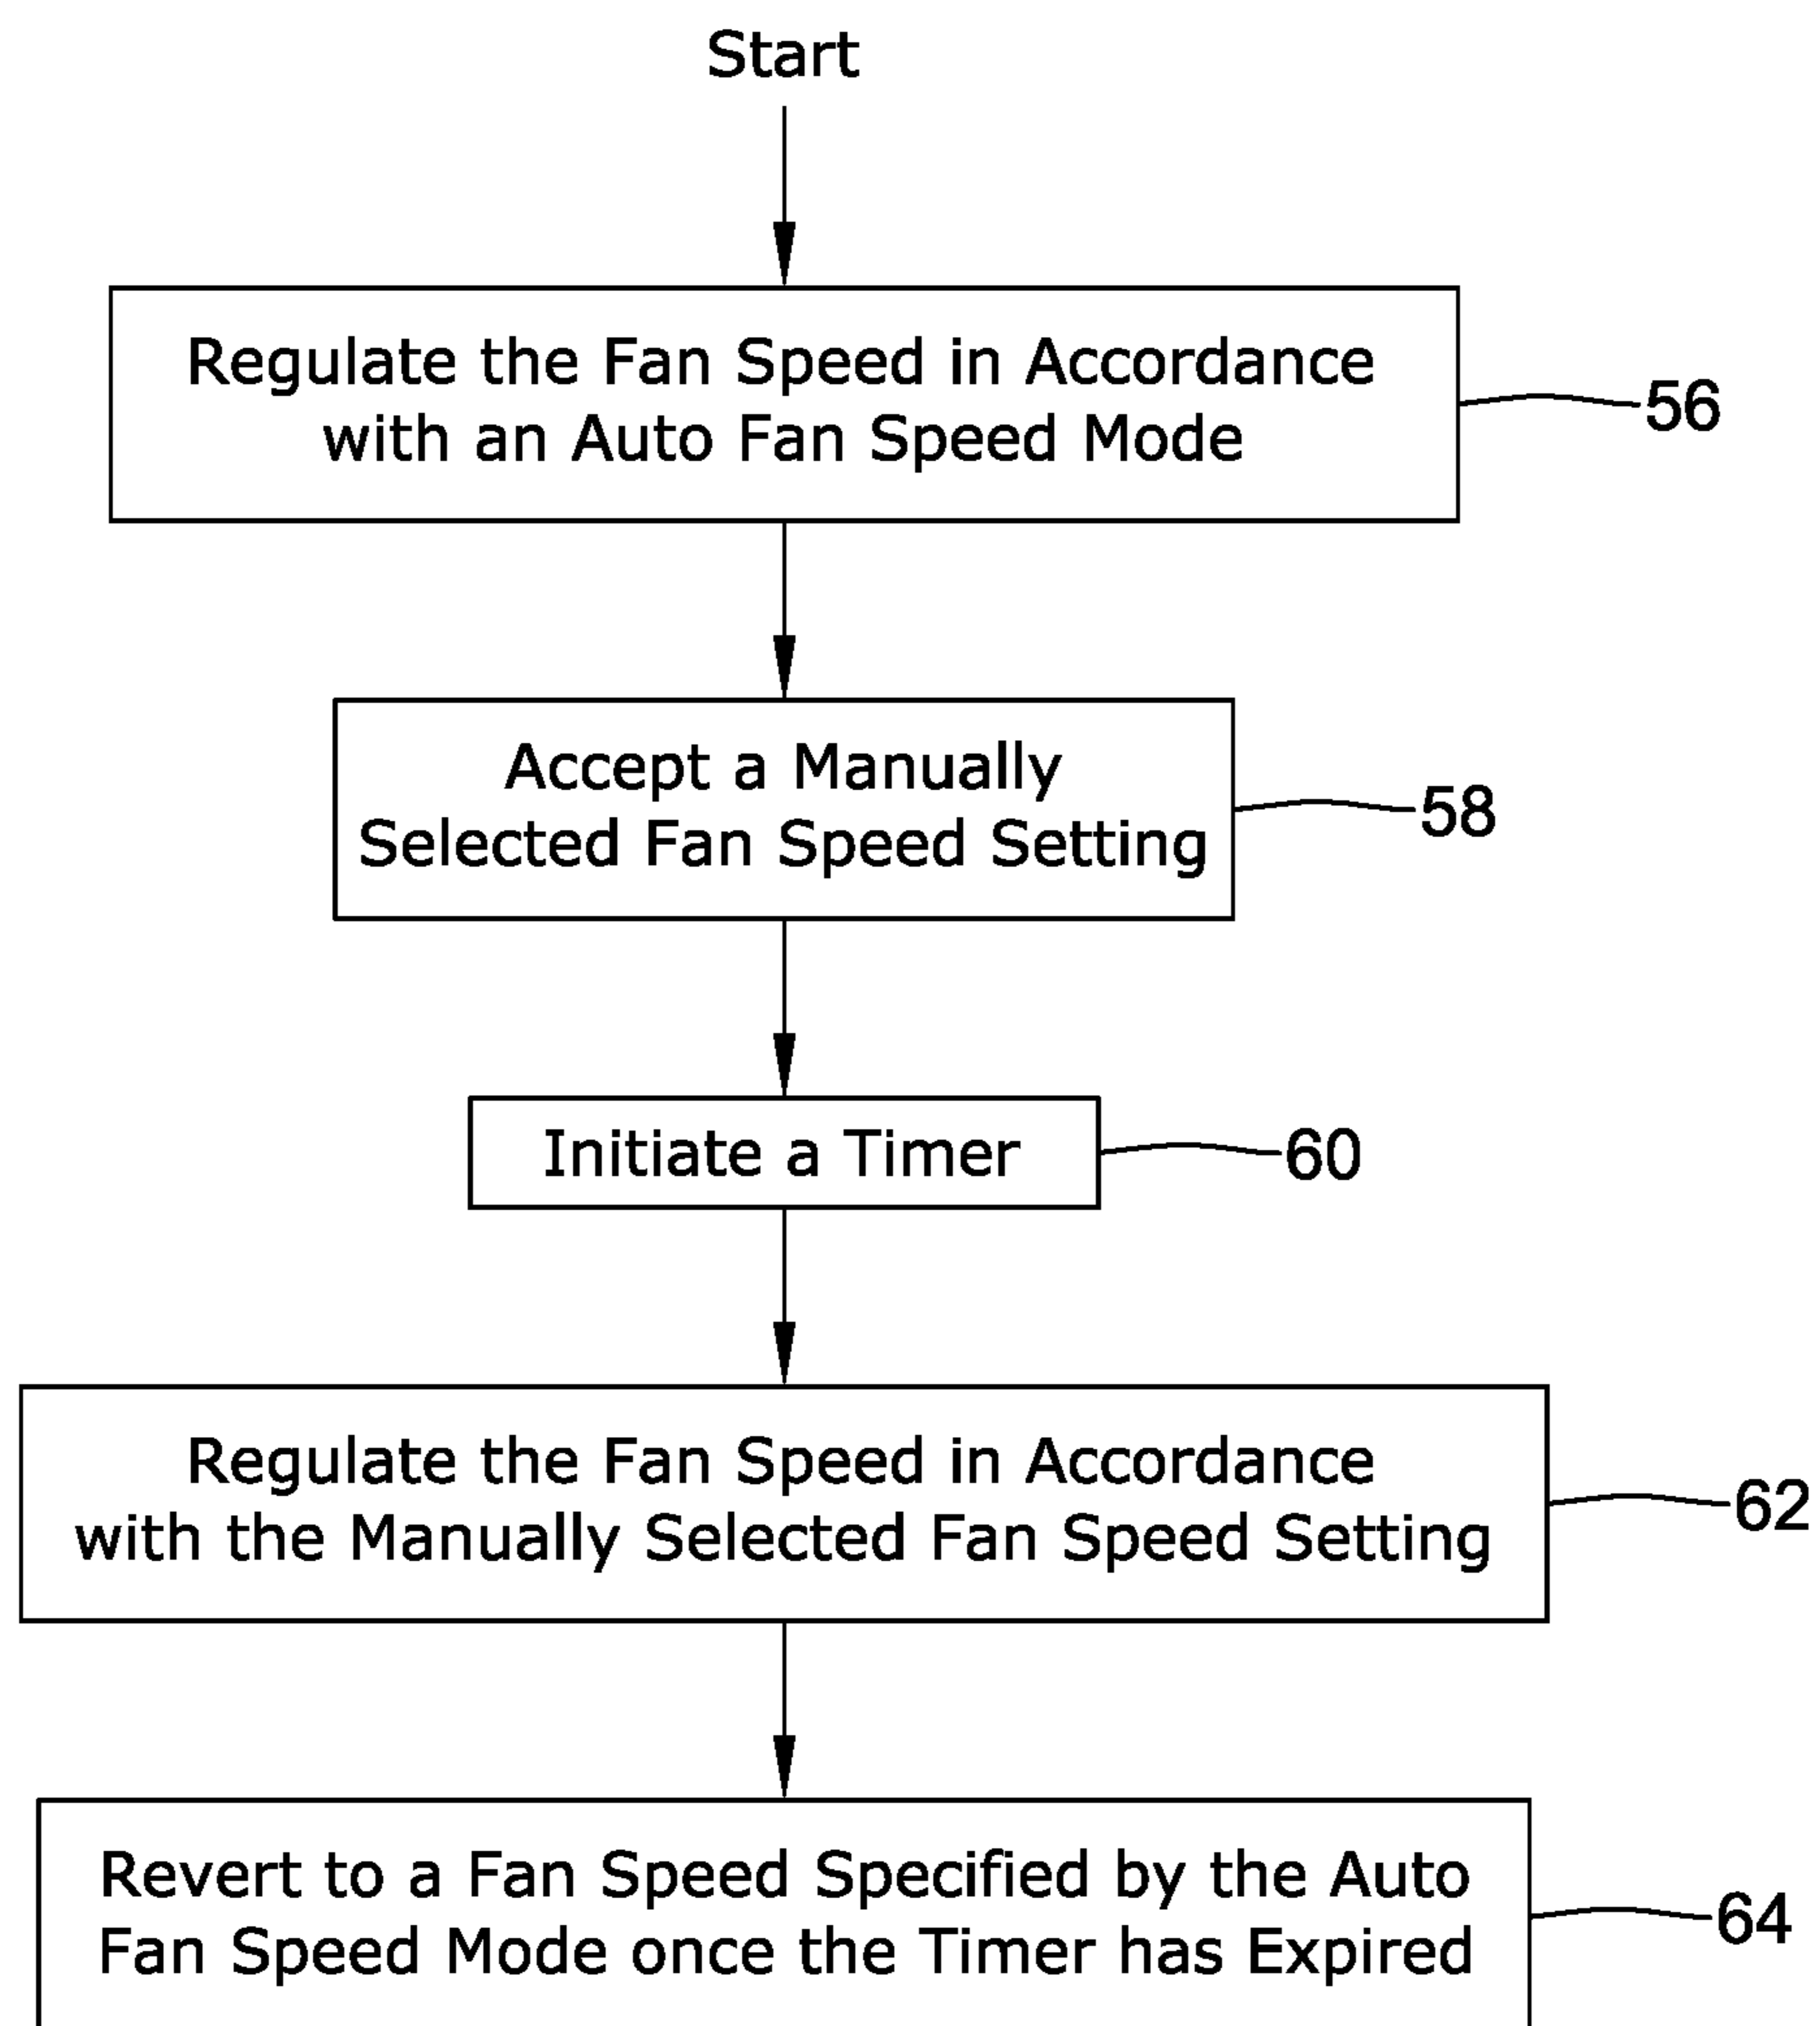 Start
Regulate the Fan Speed in Accordance
with an Auto Fan Speed Mode
56
Accept a Manually
Selected Fan Speed Setting
58
Initiate a Timer
60
Regulate the Fan Speed in Accordance
with the Manually Selected Fan Speed Setting
62
Revert to a Fan Speed Specified by the Auto
Fan Speed Mode once the Timer has Expired
64